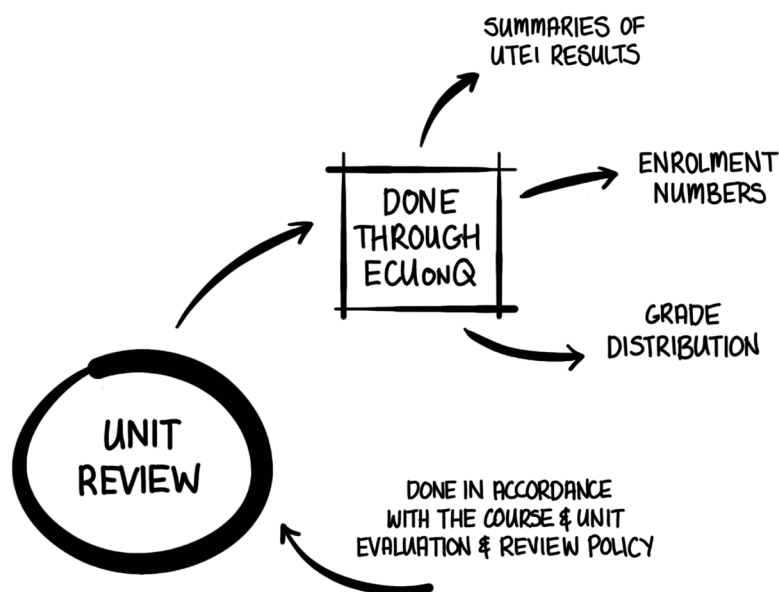 SUMMARIES OF
UTEI RESULTS
ENROLMENT
NUMBERS
DONE
THROUGH
ECUonQ
GRADE
DISTRIBUTION
UNIT
REVIEW
DONE IN ACCORDANCE
WITH THE COURSE & UNIT
EVALUATION & REVIEW POLICY